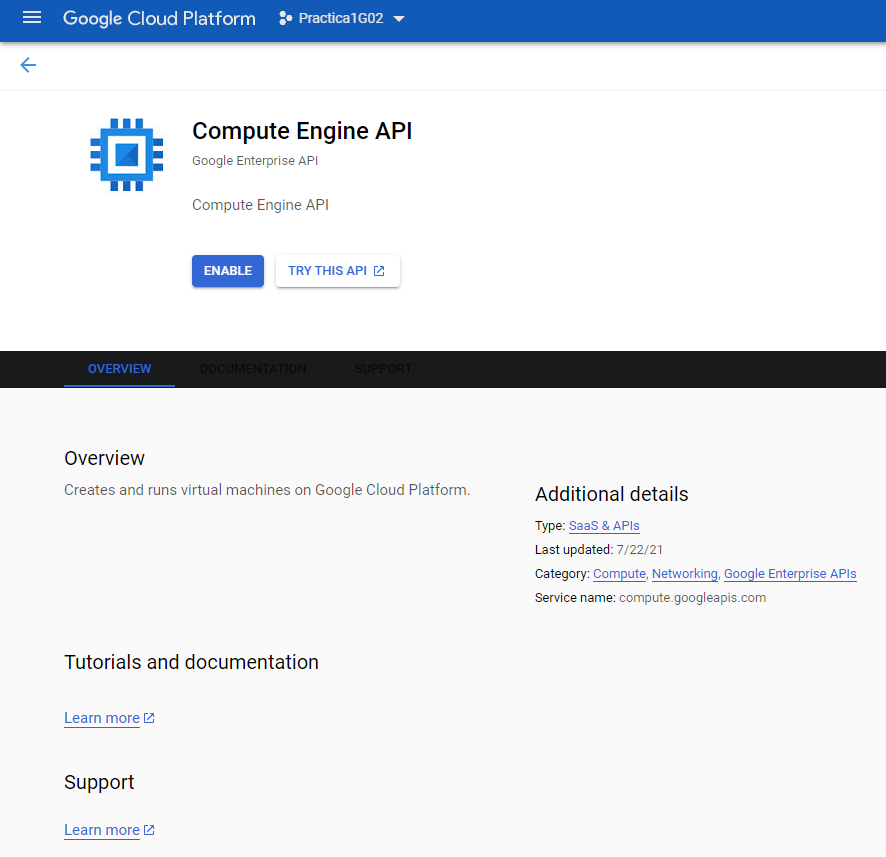 Google Cloud Platform Practica1G02
Compute Engine API
Google Enterprise API
Compute Engine API
ENABLE TRY THIS API
OVERVIEW DOCUMENTATION SUPPORT
Overview
Creates and runs virtual machines on Google Cloud Platform.
Additional details
Type: SaaS & APIs
Last updated: 7/22/21
Category: Compute, Networking, Google Enterprise APIs
Service name: compute.googleapis.com
Tutorials and documentation
Learn more
Support
Learn more